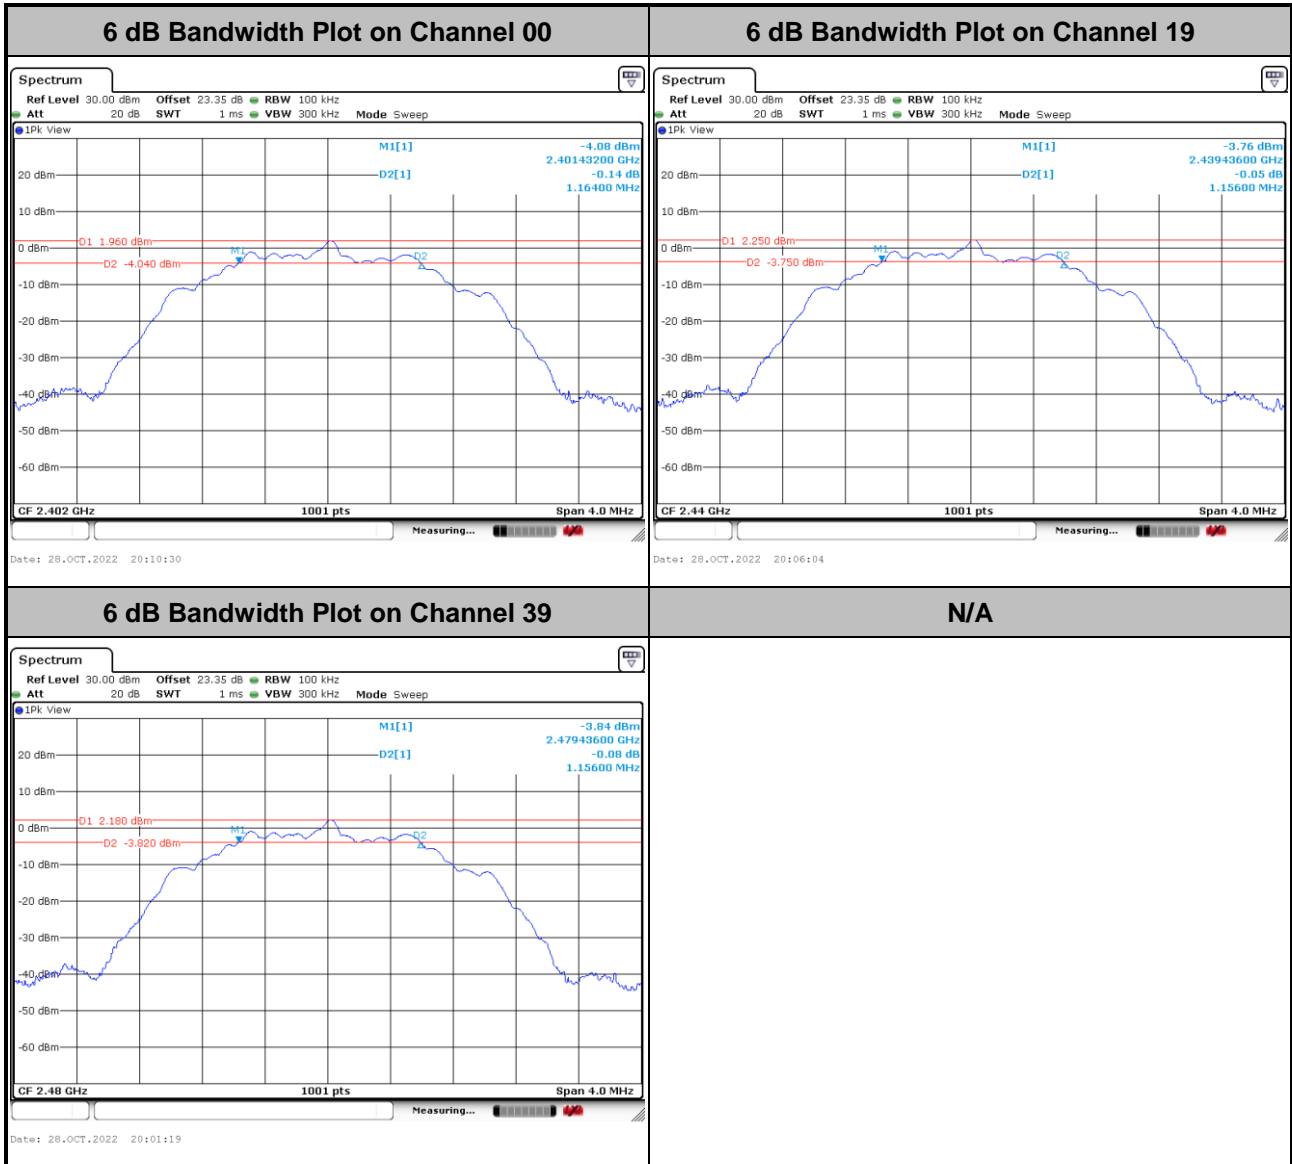 6 dB Bandwidth Plot on Channel 00
Spectrum
Ref Level 30.00 dBm Offset 23.35 dB RBW 100 kHz
Att 20 dB SWT 1 ms VBW 300 kHz Mode Sweep
1Pk View
M1[1] -4.08 dBm
2.40143200 GHz
D2[1] -0.14 dB
1.16400 MHz
20 dBm
10 dBm
D1 1.960 dBm
0 dBm
M1
D2
D2 -4.040 dBm
-10 dBm
-20 dBm
-30 dBm
-40 dBm
-50 dBm
-60 dBm
CF 2.402 GHz 1001 pts Span 4.0 MHz
Measuring...
Date: 28.OCT.2022 20:10:30
6 dB Bandwidth Plot on Channel 19
Spectrum
Ref Level 30.00 dBm Offset 23.35 dB RBW 100 kHz
Att 20 dB SWT 1 ms VBW 300 kHz Mode Sweep
1Pk View
M1[1] -3.76 dBm
2.43943600 GHz
D2[1] -0.05 dB
1.15600 MHz
20 dBm
10 dBm
D1 2.250 dBm
0 dBm
M1
D2
D2 -3.750 dBm
-10 dBm
-20 dBm
-30 dBm
-40 dBm
-50 dBm
-60 dBm
CF 2.44 GHz 1001 pts Span 4.0 MHz
Measuring...
Date: 28.OCT.2022 20:06:04
6 dB Bandwidth Plot on Channel 39
Spectrum
Ref Level 30.00 dBm Offset 23.35 dB RBW 100 kHz
Att 20 dB SWT 1 ms VBW 300 kHz Mode Sweep
1Pk View
M1[1] -3.84 dBm
2.47943600 GHz
D2[1] -0.08 dB
1.15600 MHz
20 dBm
10 dBm
D1 2.180 dBm
0 dBm
M1
D2
D2 -3.820 dBm
-10 dBm
-20 dBm
-30 dBm
-40 dBm
-50 dBm
-60 dBm
CF 2.48 GHz 1001 pts Span 4.0 MHz
Measuring...
Date: 28.OCT.2022 20:01:19
N/A